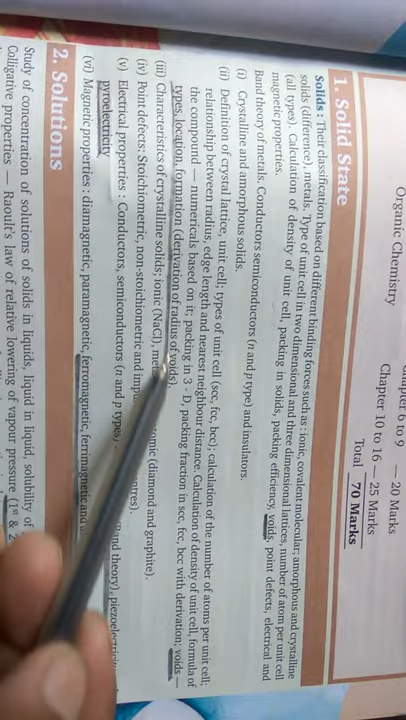 Organic Chemistry
Chapter 6 to 9 — 20 Marks
Chapter 10 to 16 — 25 Marks
Total 70 Marks
1. Solid State
Solids : Their classification based on different binding forces such as : ionic, covalent molecular; amorphous and crystalline
solids (difference), metals. Type of unit cell in two dimensional and three dimensional lattices, number of atom per unit cell
(all types). Calculation of density of unit cell, packing in solids, packing efficiency, voids, point defects, electrical and
magnetic properties.
Band theory of metals. Conductors semiconductors (n and p type) and insulators.
(i) Crystalline and amorphous solids.
(ii) Definition of crystal lattice, unit cell; types of unit cell (scc, fcc, bcc); calculation of the number of atoms per unit cell;
relationship between radius, edge length and nearest neighbour distance. Calculation of density of unit cell, formula of
the compound — numericals based on it; packing in 3 - D, packing fraction in scc, fcc, bcc with derivation; voids —
types, location, formation (derivation of radius of voids).
(iii) Characteristics of crystalline solids; ionic (NaCl), (diamond and graphite).
(iv) Point defects: Stoichiometric, non-stoichiometric and
(v) Electrical properties : Conductors, semiconductors (n and p types) theory), piezoelectricity
pyroelectricity
(vi) Magnetic properties : diamagnetic, paramagnetic, ferromagnetic, ferrimagnetic and
2. Solutions
Study of concentration of solutions of solids in liquids, liquid in liquid, solubility of
Colligative properties — Raoult's law of relative lowering of vapour pressure (1st &